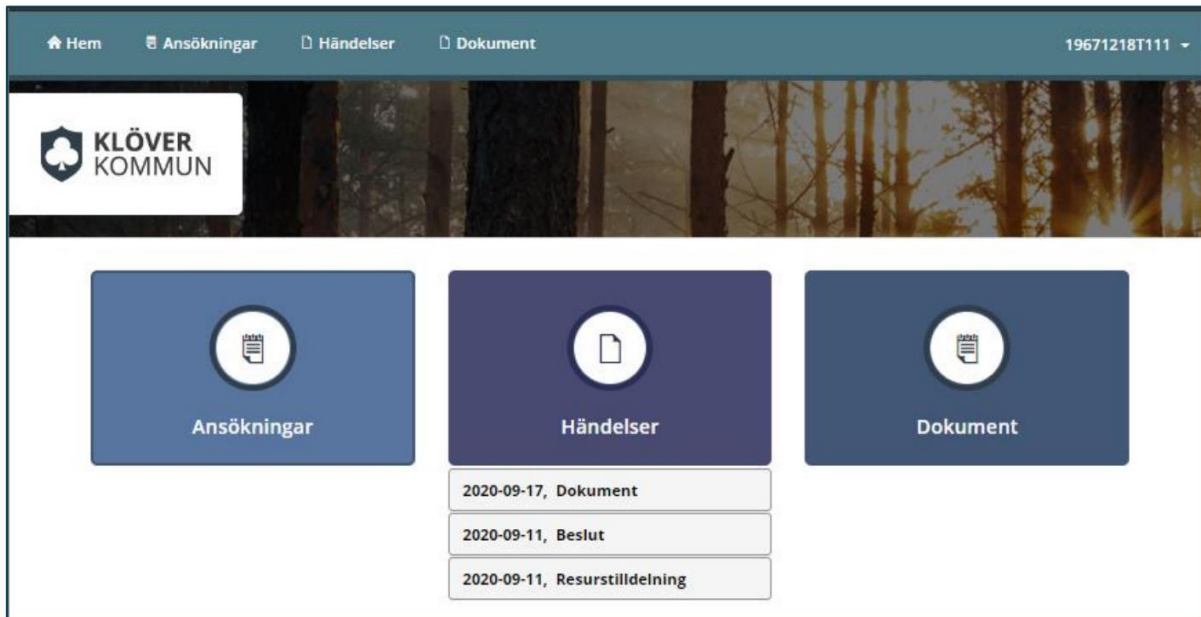 Hem Ansökningar Händelser Dokument 19671218T111
KLÖVER
KOMMUN
Ansökningar Händelser Dokument
2020-09-17, Dokument
2020-09-11, Beslut
2020-09-11, Resurstilldelning